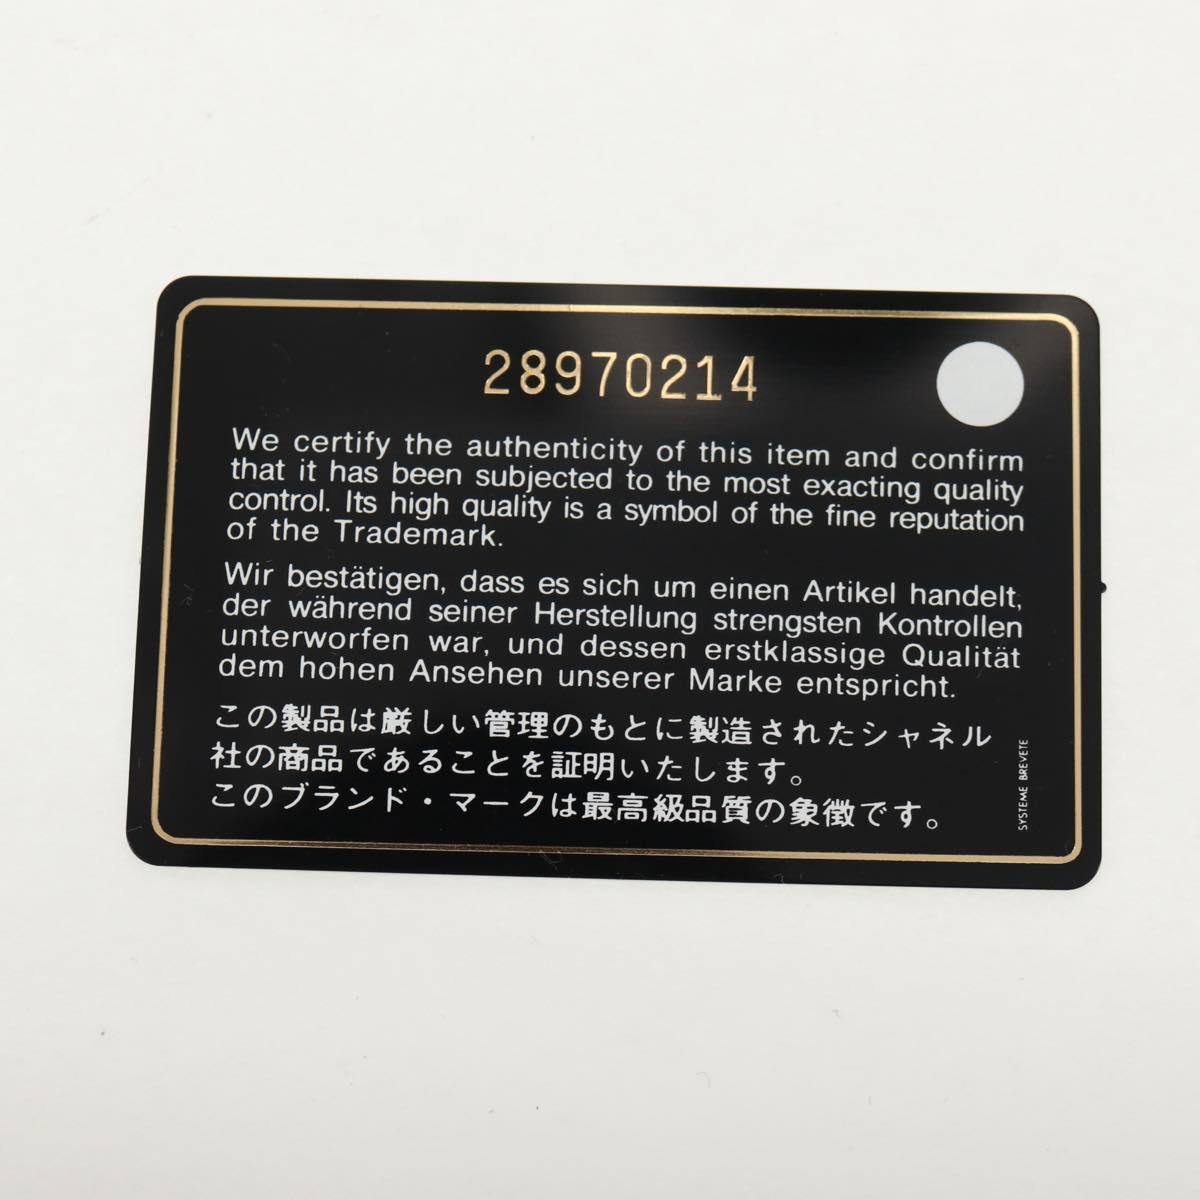 28970214
We certify the authenticity of this item and confirm
that it has been subjected to the most exacting quality
control. Its high quality is a symbol of the fine reputation
of the Trademark.
Wir bestätigen, dass es sich um einen Artikel handelt,
der während seiner Herstellung strengsten Kontrollen
unterworfen war, und dessen erstklassige Qualität
dem hohen Ansehen unserer Marke entspricht.
この製品は厳しい管理のもとに製造されたシャネル
社の商品であることを証明いたします。
このブランド・マークは最高級品質の象徴です。
SYSTEME BREVETE